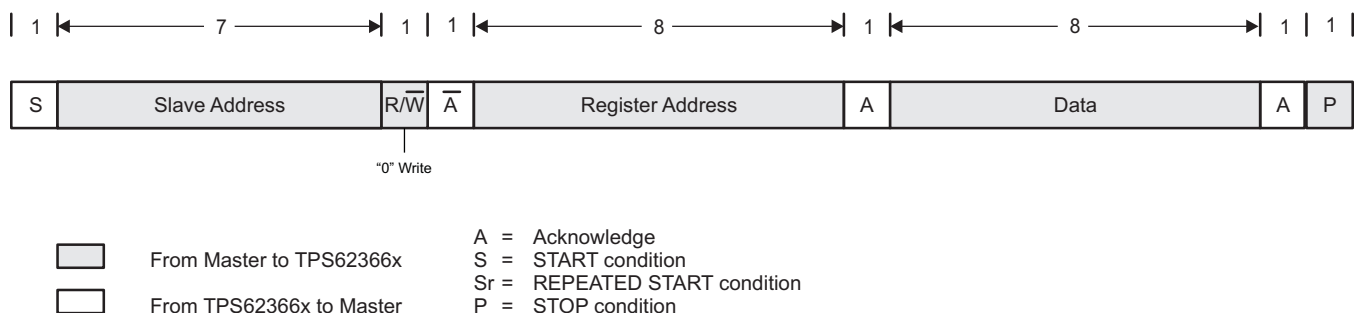 1 7 1 1 8 1 8 1 1
S Slave Address R/W̅ A̅ Register Address A Data A P
“0” Write
A = Acknowledge
From Master to TPS62366x S = START condition
Sr = REPEATED START condition
From TPS62366x to Master P = STOP condition